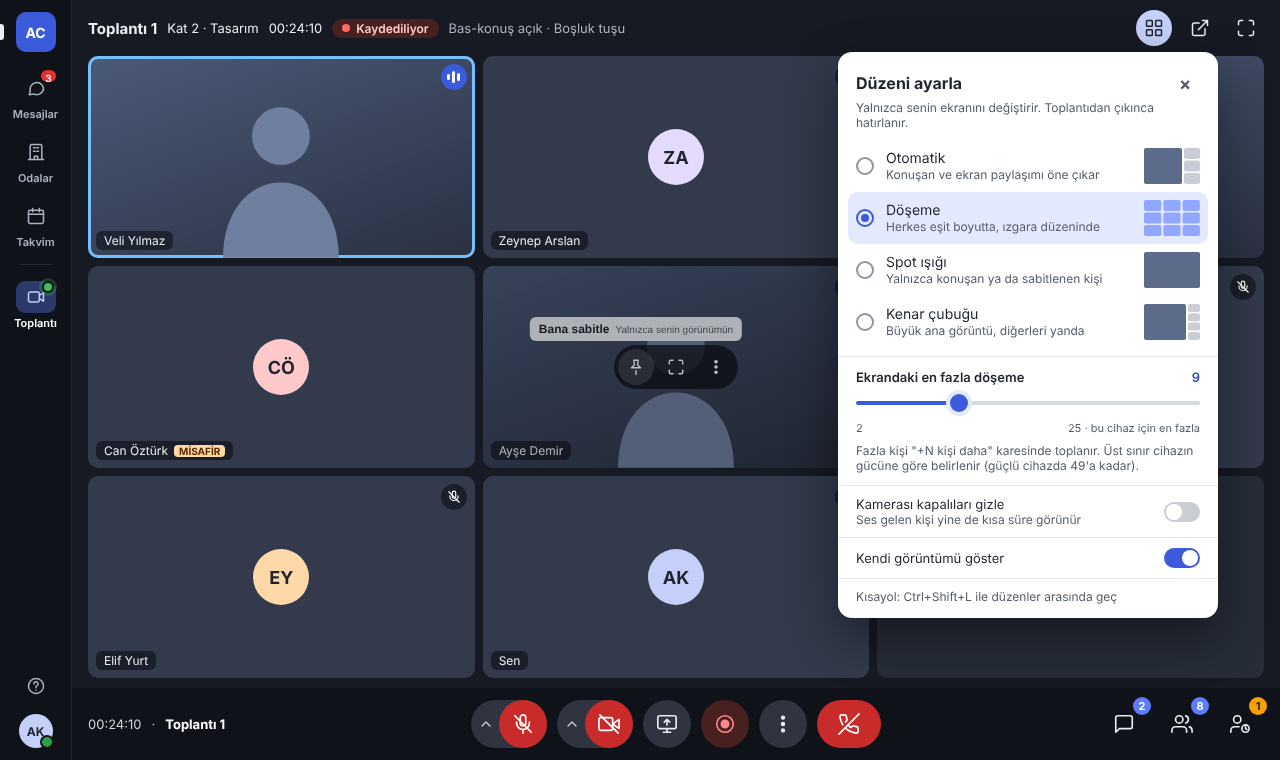 AC
Toplantı 1 Kat 2 · Tasarım 00:24:10 Kaydediliyor Bas-konuş açık · Boşluk tuşu
3
Mesajlar
Odalar
Takvim
Toplantı
AK
Veli Yılmaz
ZA
Zeynep Arslan
CÖ
Can Öztürk MİSAFİR
Bana sabitle Yalnızca senin görünümün
Ayşe Demir
EY
Elif Yurt
AK
Sen
Düzeni ayarla
Yalnızca senin ekranını değiştirir. Toplantıdan çıkınca
hatırlanır.
Otomatik
Konuşan ve ekran paylaşımı öne çıkar
Döşeme
Herkes eşit boyutta, ızgara düzeninde
Spot ışığı
Yalnızca konuşan ya da sabitlenen kişi
Kenar çubuğu
Büyük ana görüntü, diğerleri yanda
Ekrandaki en fazla döşeme 9
2 25 · bu cihaz için en fazla
Fazla kişi "+N kişi daha" karesinde toplanır. Üst sınır cihazın
gücüne göre belirlenir (güçlü cihazda 49'a kadar).
Kamerası kapalıları gizle
Ses gelen kişi yine de kısa süre görünür
Kendi görüntümü göster
Kısayol: Ctrl+Shift+L ile düzenler arasında geç
00:24:10 · Toplantı 1
2 8 1